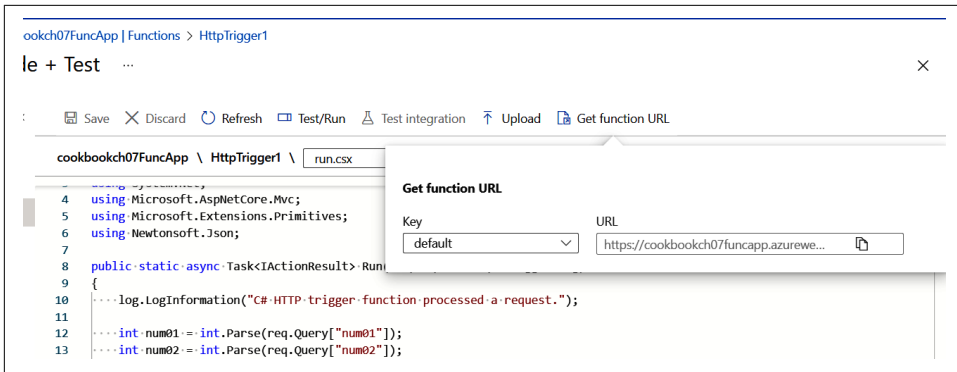 ookch07FuncApp | Functions > HttpTrigger1
de + Test ...
Save Discard Refresh Test/Run Test integration Upload Get function URL
cookbookch07FuncApp \ HttpTrigger1 \ run.csx
Get function URL
Key URL
default https://cookbookch07funcapp.azurewe...
4 using Microsoft.AspNetCore.Mvc;
5 using Microsoft.Extensions.Primitives;
6 using Newtonsoft.Json;
7
8 public static async Task<IActionResult> Run(
9 {
10 log.LogInformation("C# HTTP trigger function processed a request.");
11
12 int num01 = int.Parse(req.Query["num01"]);
13 int num02 = int.Parse(req.Query["num02"]);